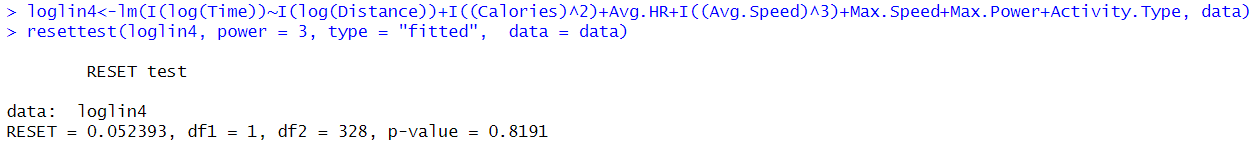 > loglin4<-lm(I(log(Time))~I(log(Distance))+I((Calories)^2)+Avg.HR+I((Avg.Speed)^3)+Max.Speed+Max.Power+Activity.Type, data)
> resettest(loglin4, power = 3, type = "fitted",  data = data)
RESET test
data:  loglin4
RESET = 0.052393, df1 = 1, df2 = 328, p-value = 0.8191